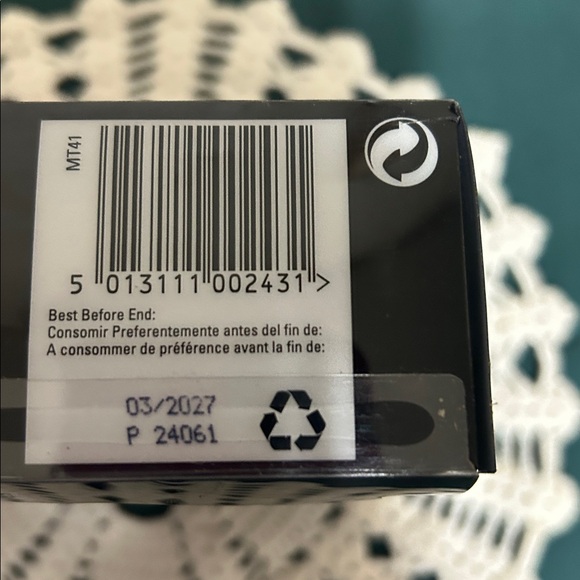 MT41
5 013111 002431 >
Best Before End:
Consomir Preferentemente antes del fin de:
A consommer de préférence avant la fin de:
03/2027
P 24061